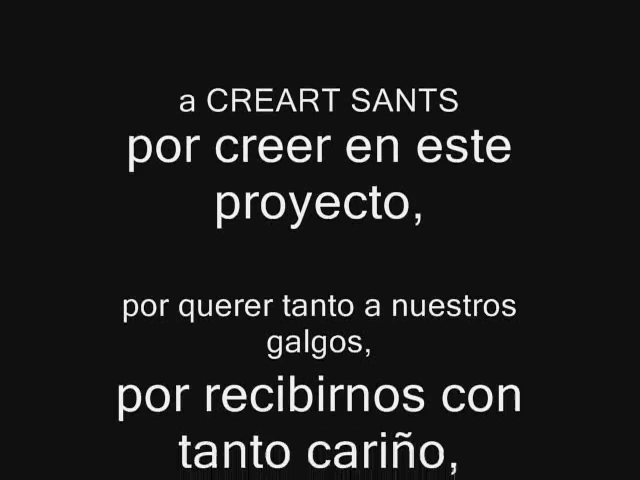 a CREART SANTS
por creer en este
proyecto,
por querer tanto a nuestros
galgos,
por recibirnos con
tanto cariño,